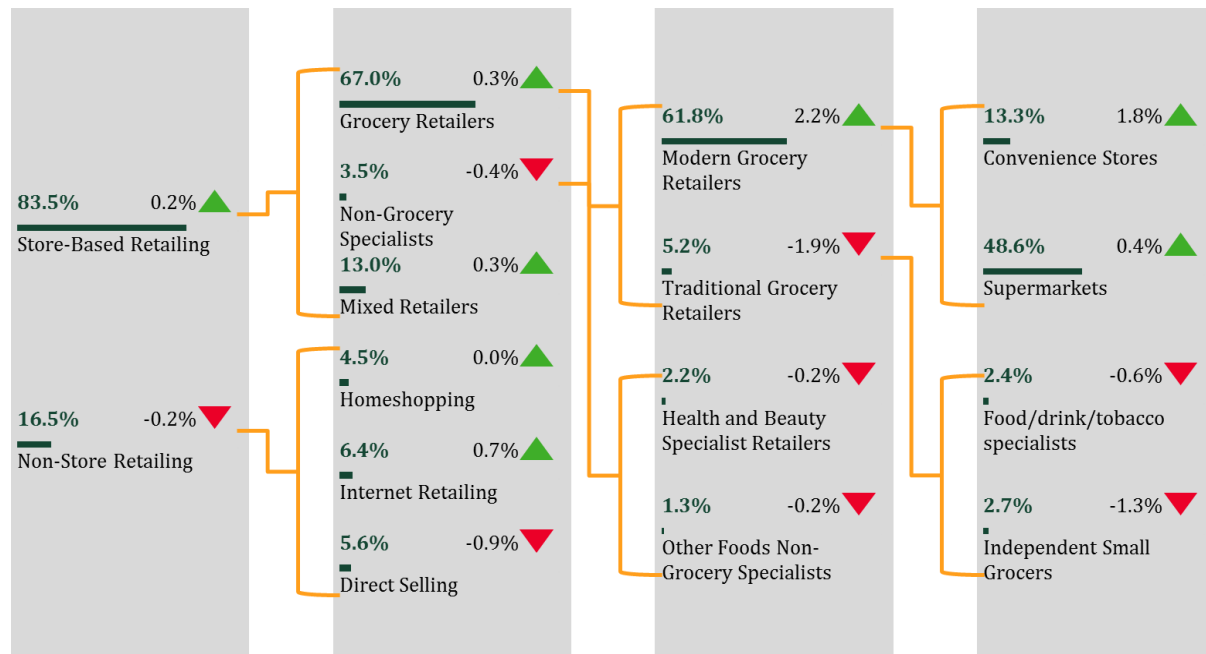 83.5% 0.2%
Store-Based Retailing
16.5% -0.2%
Non-Store Retailing
67.0% 0.3%
Grocery Retailers
3.5% -0.4%
Non-Grocery
Specialists
13.0% 0.3%
Mixed Retailers
4.5% 0.0%
Homeshopping
6.4% 0.7%
Internet Retailing
5.6% -0.9%
Direct Selling
61.8% 2.2%
Modern Grocery
Retailers
5.2% -1.9%
Traditional Grocery
Retailers
2.2% -0.2%
Health and Beauty
Specialist Retailers
1.3% -0.2%
Other Foods Non-
Grocery Specialists
13.3% 1.8%
Convenience Stores
48.6% 0.4%
Supermarkets
2.4% -0.6%
Food/drink/tobacco
specialists
2.7% -1.3%
Independent Small
Grocers